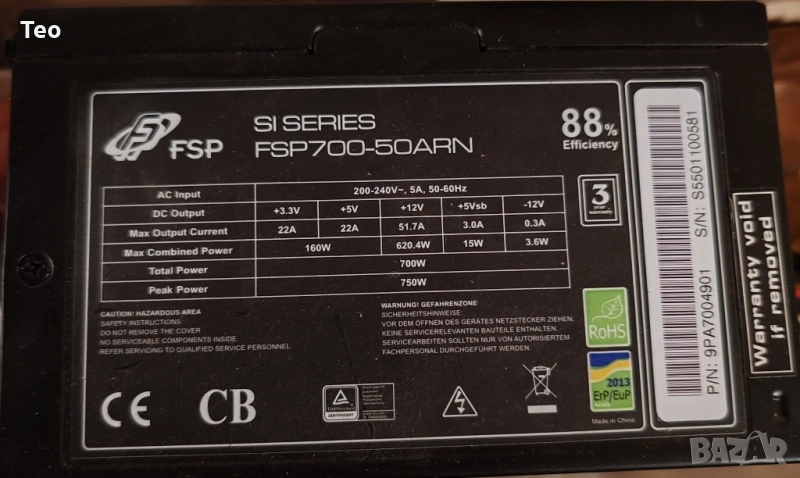 Teo
FSP
SI SERIES
FSP700-50ARN
88%
Efficiency
AC Input 200-240V~, 5A, 50-60Hz
DC Output +3.3V +5V +12V +5Vsb -12V
Max Output Current 22A 22A 51.7A 3.0A 0.3A
Max Combined Power 160W 620.4W 15W 3.6W
Total Power 700W
Peak Power 750W
3
year
warranty
CAUTION! HAZARDOUS AREA
SAFETY INSTRUCTIONS:
DO NOT REMOVE THE COVER
NO SERVICEABLE COMPONENTS INSIDE
REFER SERVICING TO QUALIFIED SERVICE PERSONNEL
WARNUNG! GEFAHRENZONE
SICHERHEITSHINWEISE
VOR DEM ÖFFNEN DES GERÄTES NETZSTECKER ZIEHEN.
KEINE SERVICERELEVANTEN BAUTEILE ENTHALTEN.
SERVICEARBEITEN SOLLTEN NUR VON AUTORISIERTEM
FACHPERSONAL DURCHGEFÜHRT WERDEN.
CE
CB
RoHS
2013
ErP/EuP
Made in China
S/N: S5501100581
P/N: 9PA7004901
Warranty void
if removed
BAZAR